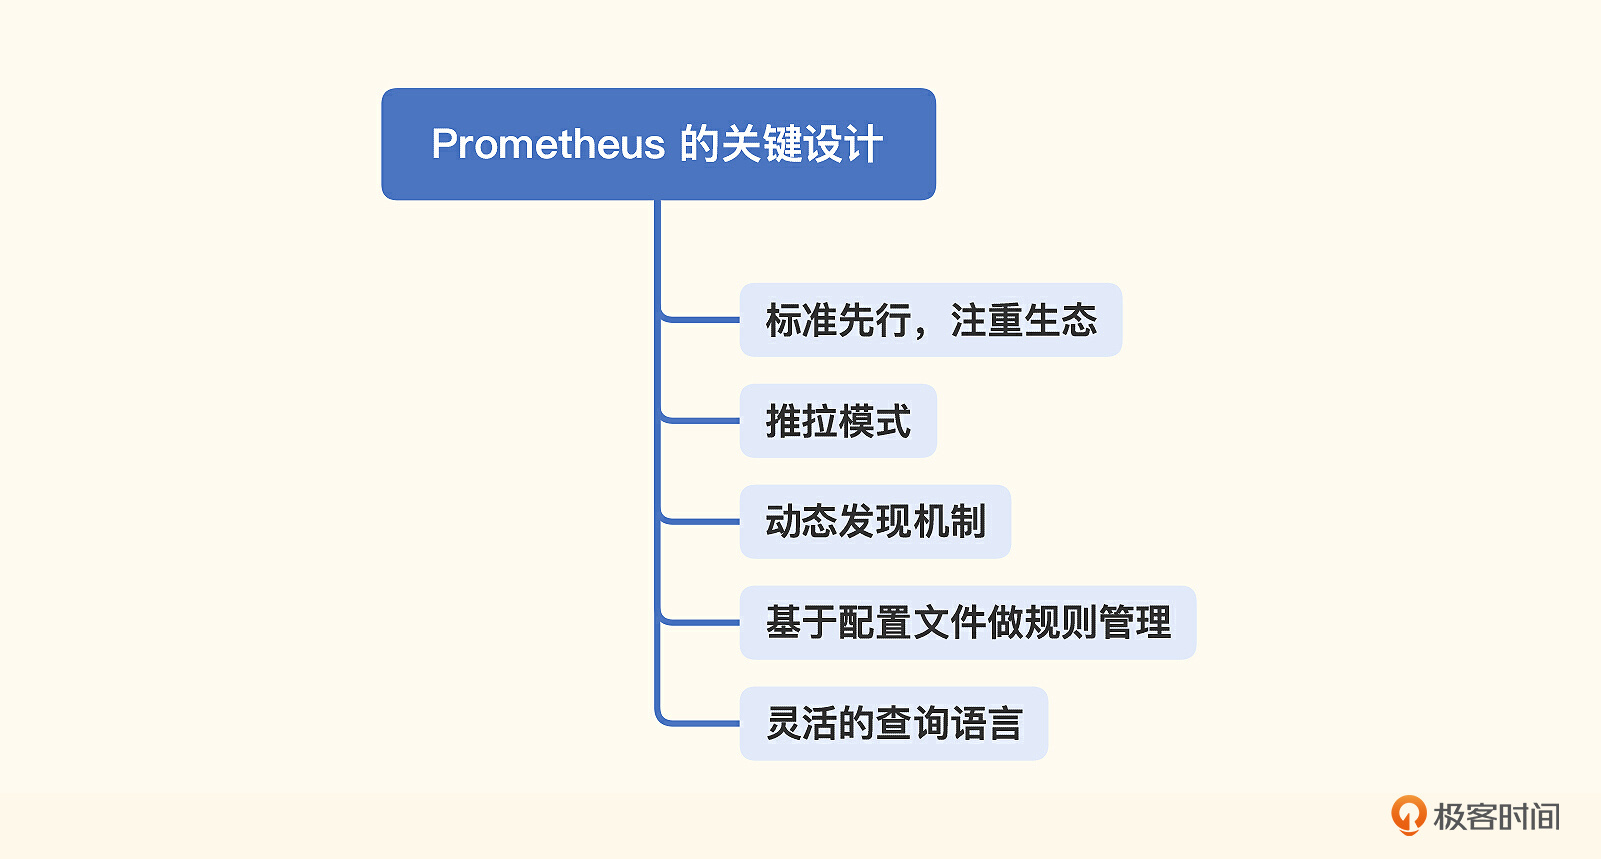 Prometheus 的关键设计
标准先行，注重生态
推拉模式
动态发现机制
基于配置文件做规则管理
灵活的查询语言
极客时间